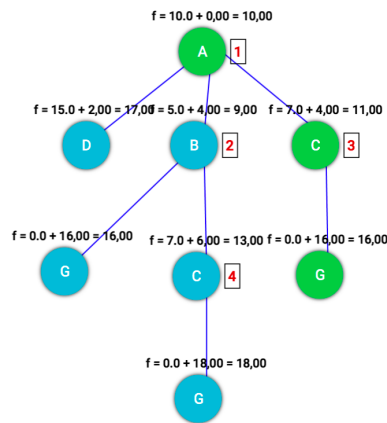 f = 10.0 + 0,00 = 10,00
A 1
f = 15.0 + 2,00 = 17,00 f = 5.0 + 4,00 = 9,00 f = 7.0 + 4,00 = 11,00
D B 2 C 3
f = 0.0 + 16,00 = 16,00 f = 7.0 + 6,00 = 13,00 f = 0.0 + 16,00 = 16,00
G C 4 G
f = 0.0 + 18,00 = 18,00
G